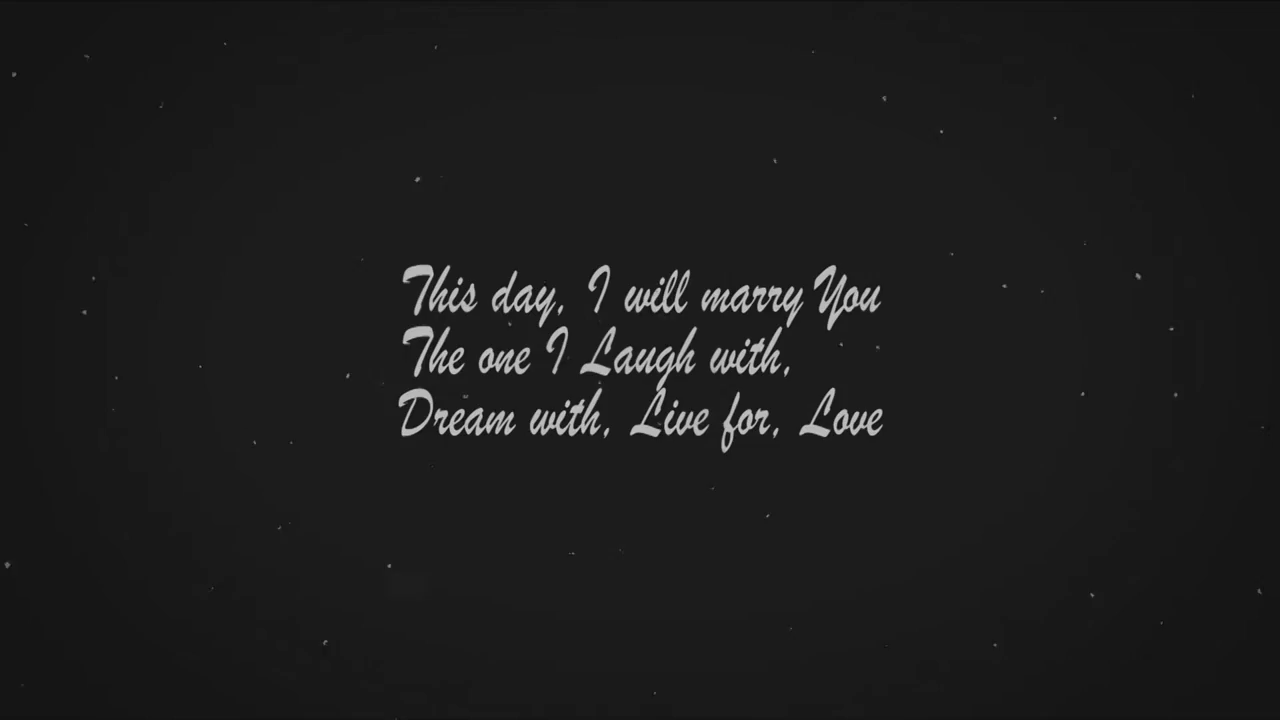 This day, I will marry You
The one I Laugh with,
Dream with, Live for, Love